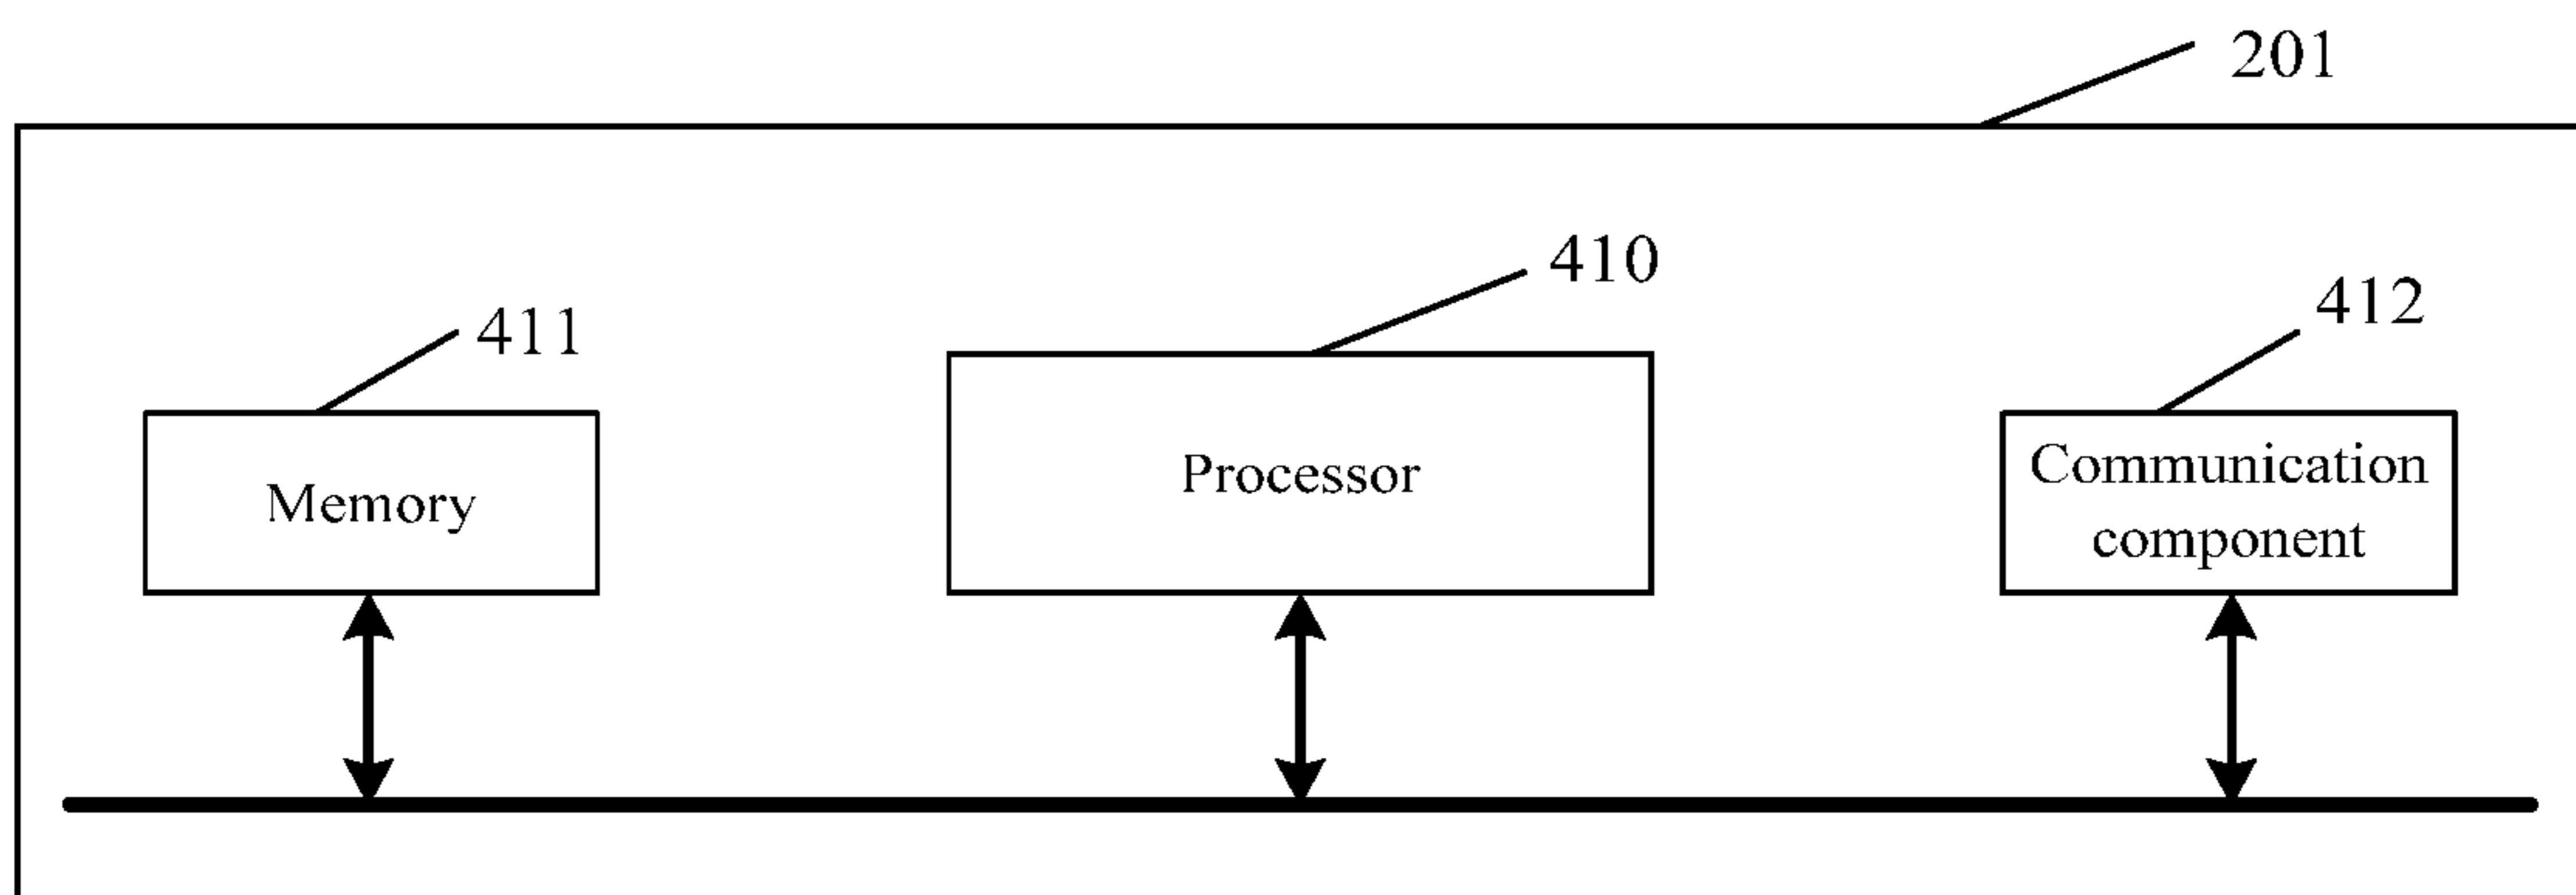 201
410
411
412
Memory
Processor
Communication
component